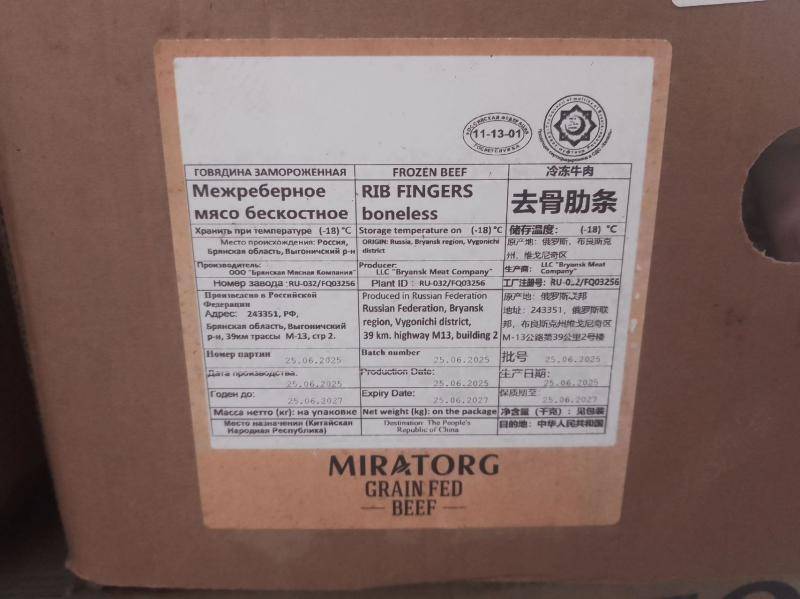 РОССИЙСКАЯ ФЕДЕРАЦИЯ
11-13-01
ГОСВЕТСЛУЖБА
ГОВЯДИНА ЗАМОРОЖЕННАЯ
Межреберное
мясо бескостное
Хранить при температуре (-18) °C
Место происхождения: Россия,
Брянская область, Выгоничский р-н
Производитель:
ООО "Брянская Мясная Компания"
Номер завода : RU-032/FQ03256
Произведено в Российской
Федерации
Адрес: 243351, РФ,
Брянская область, Выгоничский
р-н, 39км трассы М-13, стр 2.
Номер партии
25.06.2025
Дата производства:
25.06.2025
Годен до:
25.06.2027
Масса нетто (кг): на упаковке
Место назначения (Китайская
Народная Республика)
FROZEN BEEF
RIB FINGERS
boneless
Storage temperature on (-18) °C
ORIGIN: Russia, Bryansk region, Vygonichi
district
Producer:
LLC "Bryansk Meat
Company"
Plant ID : RU-032/FQ03256
Produced in Russian Federation
Russian Federation, Bryansk
region, Vygonichi district,
39 km. highway M13, building 2
Batch number
25.06.2025
Production Date:
25.06.2025
Expiry Date:
25.06.2027
Net weight (kg): on the package
Destination: The People's
Republic of China
冷冻牛肉
去骨肋条
储存温度: (-18) °C
原产地: 俄罗斯、布良斯克
州、维戈尼奇区
生产商: LLC "Bryansk Meat
Company"
工厂注册号: RU-032/FQ03256
原产地: 俄罗斯联邦
地址: 243351, 俄罗斯联
邦, 布良斯克州维戈尼奇区
M-13公路第39公里2号楼
批号
25.06.2025
生产日期:
25.06.2025
保质期至
25.06.2027
净含量（千克）: 见包装
目的地: 中华人民共和国
MIRATORG
GRAIN FED
BEEF